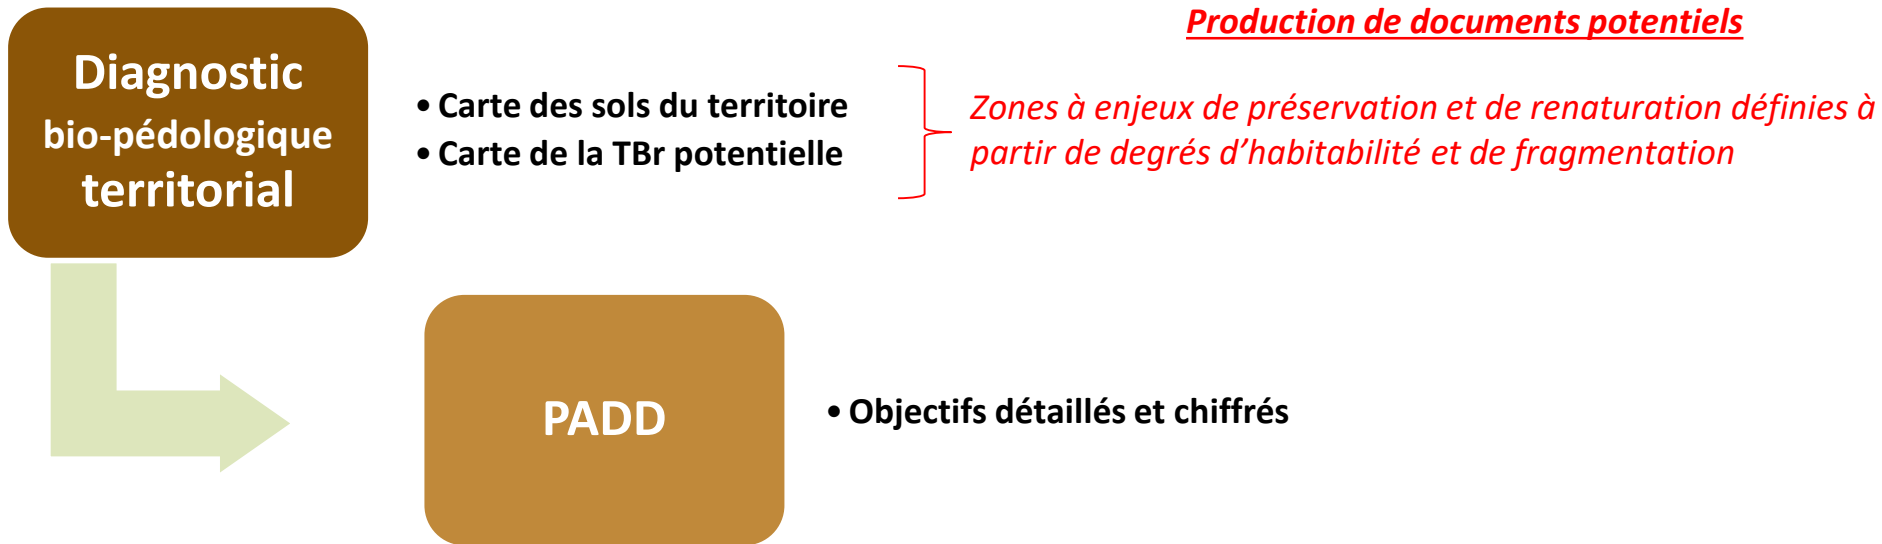 Production de documents potentiels
Diagnostic
bio-pédologique
territorial
• Carte des sols du territoire
• Carte de la TBr potentielle
Zones à enjeux de préservation et de renaturation définies à
partir de degrés d’habitabilité et de fragmentation
PADD
• Objectifs détaillés et chiffrés